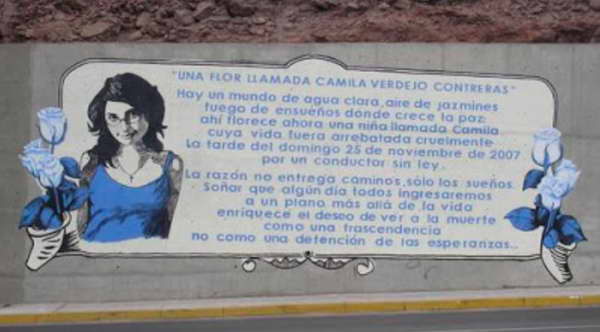 "UNA FLOR LLAMADA CAMILA VERDEJO CONTRERAS"
Hay un mundo de agua clara, aire de jazmines
fuego de ensueños donde crece la paz:
ahí florece ahora una niña llamada Camila
cuya vida fuera arrebatada cruelmente
La tarde del domingo 25 de noviembre de 2007
por un conductor sin ley.
La razón no entrega caminos, sólo los sueños.
Soñar que algún día todos ingresaremos
a un plano más allá de la vida
enriquece el deseo de ver a la muerte
como una trascendencia
no como una detención de las esperanzas..